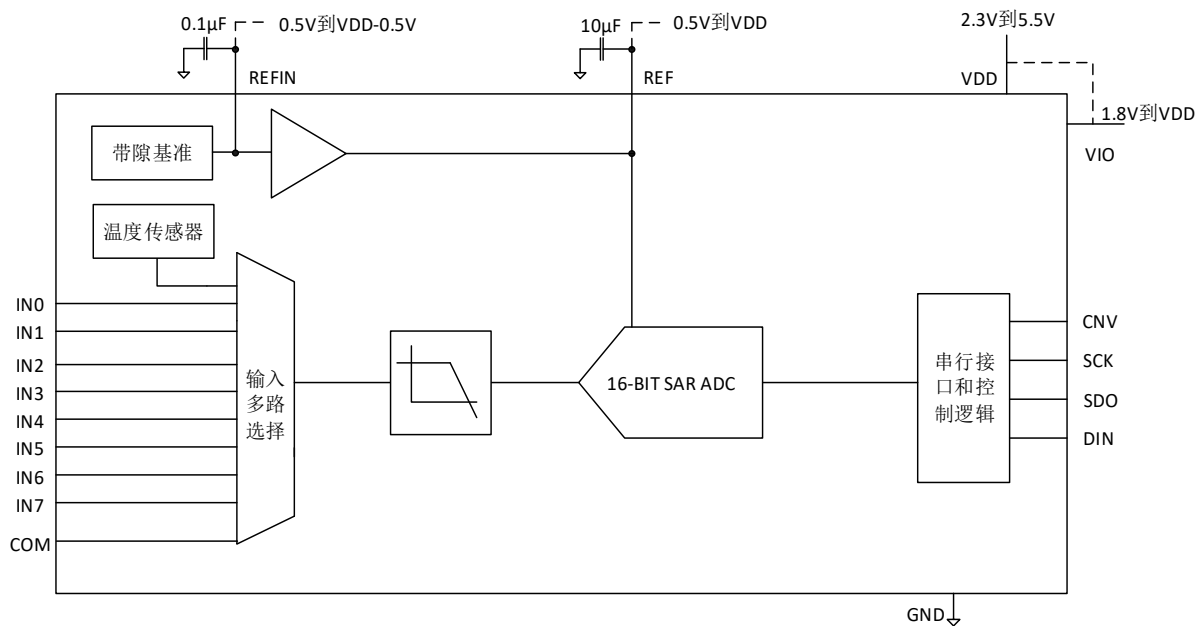 0.1µF
0.5V到VDD-0.5V
10µF
0.5V到VDD
2.3V到5.5V
REFIN
REF
VDD
1.8V到VDD
VIO
带隙基准
温度传感器
IN0
IN1
IN2
IN3
IN4
IN5
IN6
IN7
COM
输入
多路
选择
16-BIT SAR ADC
串行接
口和控
制逻辑
CNV
SCK
SDO
DIN
GND